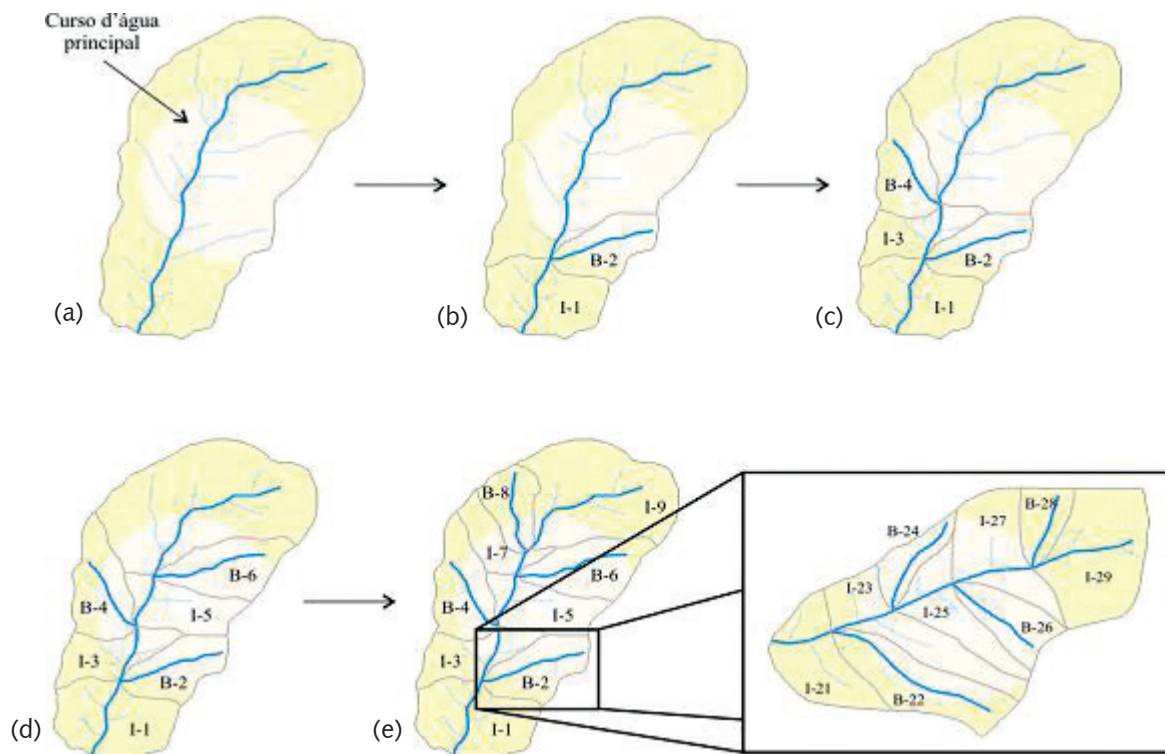 Curso d'água
principal
(a)
B-2
I-1
(b)
B-4
I-3
B-2
I-1
(c)
B-6
B-4
I-5
I-3
B-2
I-1
(d)
B-8
I-9
I-7
B-6
B-4
I-5
I-3
B-2
I-1
(e)
B-28
I-27
B-24
I-29
I-23
I-25
B-26
I-21
B-22